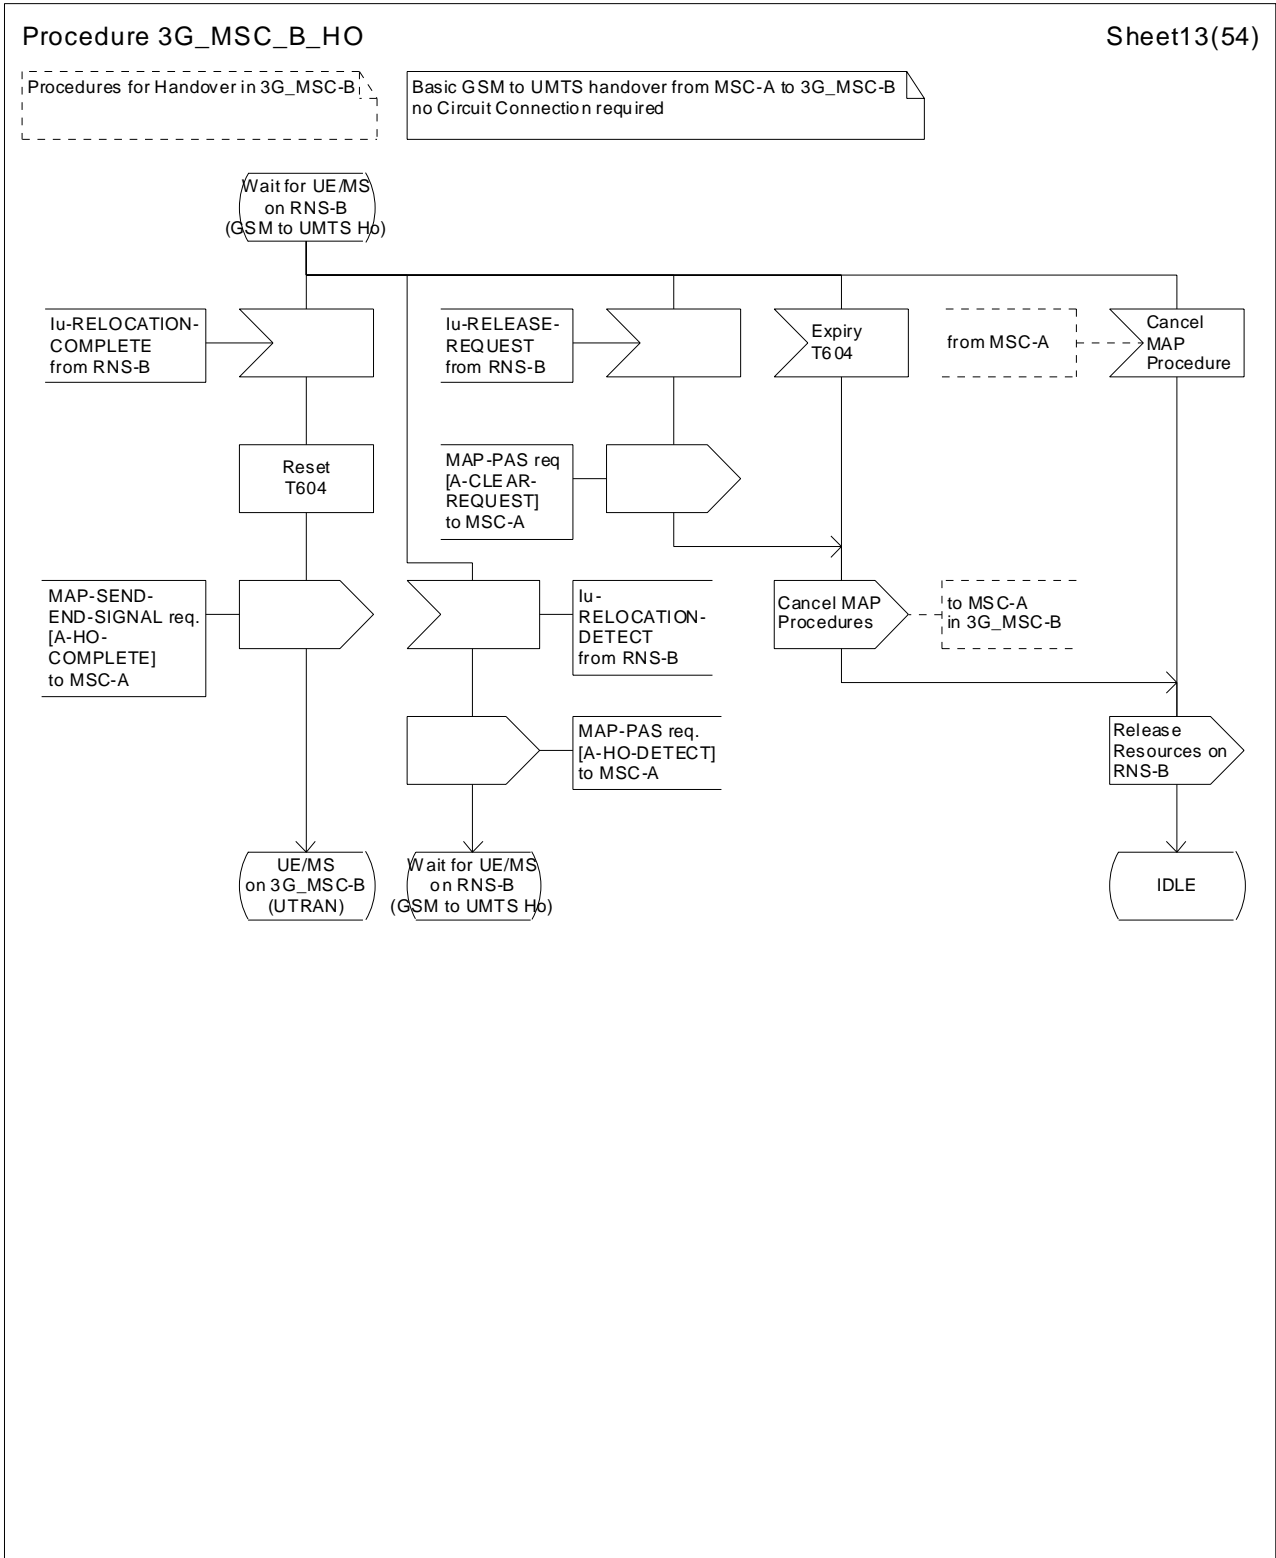 Procedure 3G_MSC_B_HO
Sheet13(54)
Procedures for Handover in 3G_MSC-B
Basic GSM to UMTS handover from MSC-A to 3G_MSC-B
no Circuit Connection required
Wait for UE/MS
on RNS-B
(GSM to UMTS Ho)
Iu-RELOCATION-
COMPLETE
from RNS-B
Iu-RELEASE-
REQUEST
from RNS-B
Expiry
T604
from MSC-A
Cancel
MAP
Procedure
Reset
T604
MAP-PAS req
[A-CLEAR-
REQUEST]
to MSC-A
MAP-SEND-
END-SIGNAL req.
[A-HO-
COMPLETE]
to MSC-A
Iu-
RELOCATION-
DETECT
from RNS-B
Cancel MAP
Procedures
to MSC-A
in 3G_MSC-B
MAP-PAS req.
[A-HO-DETECT]
to MSC-A
Release
Resources on
RNS-B
UE/MS
on 3G_MSC-B
(UTRAN)
Wait for UE/MS
on RNS-B
(GSM to UMTS Ho)
IDLE